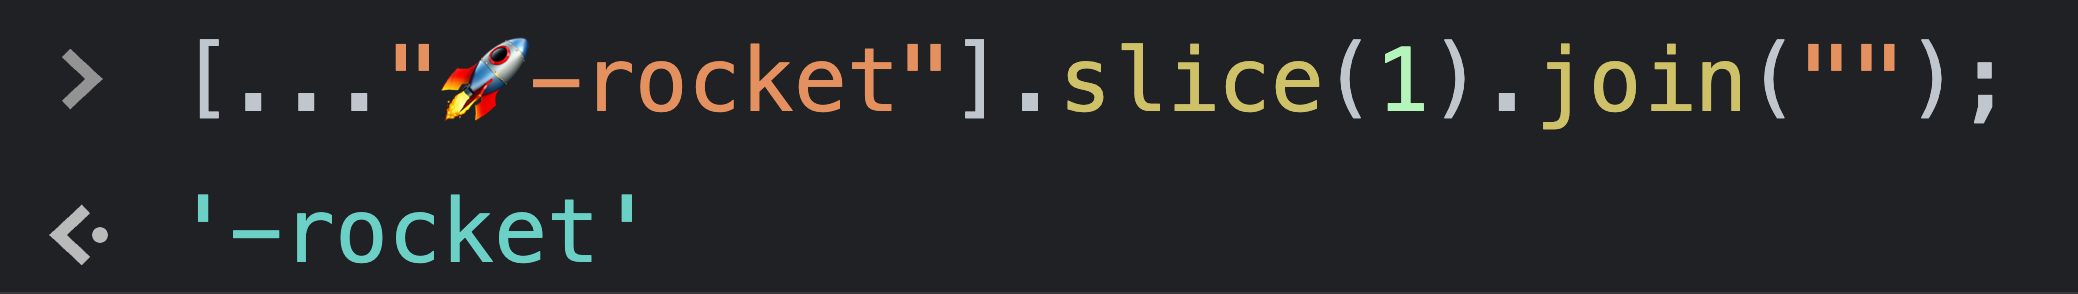 > [..."🚀-rocket"].slice(1).join("");
'-rocket'